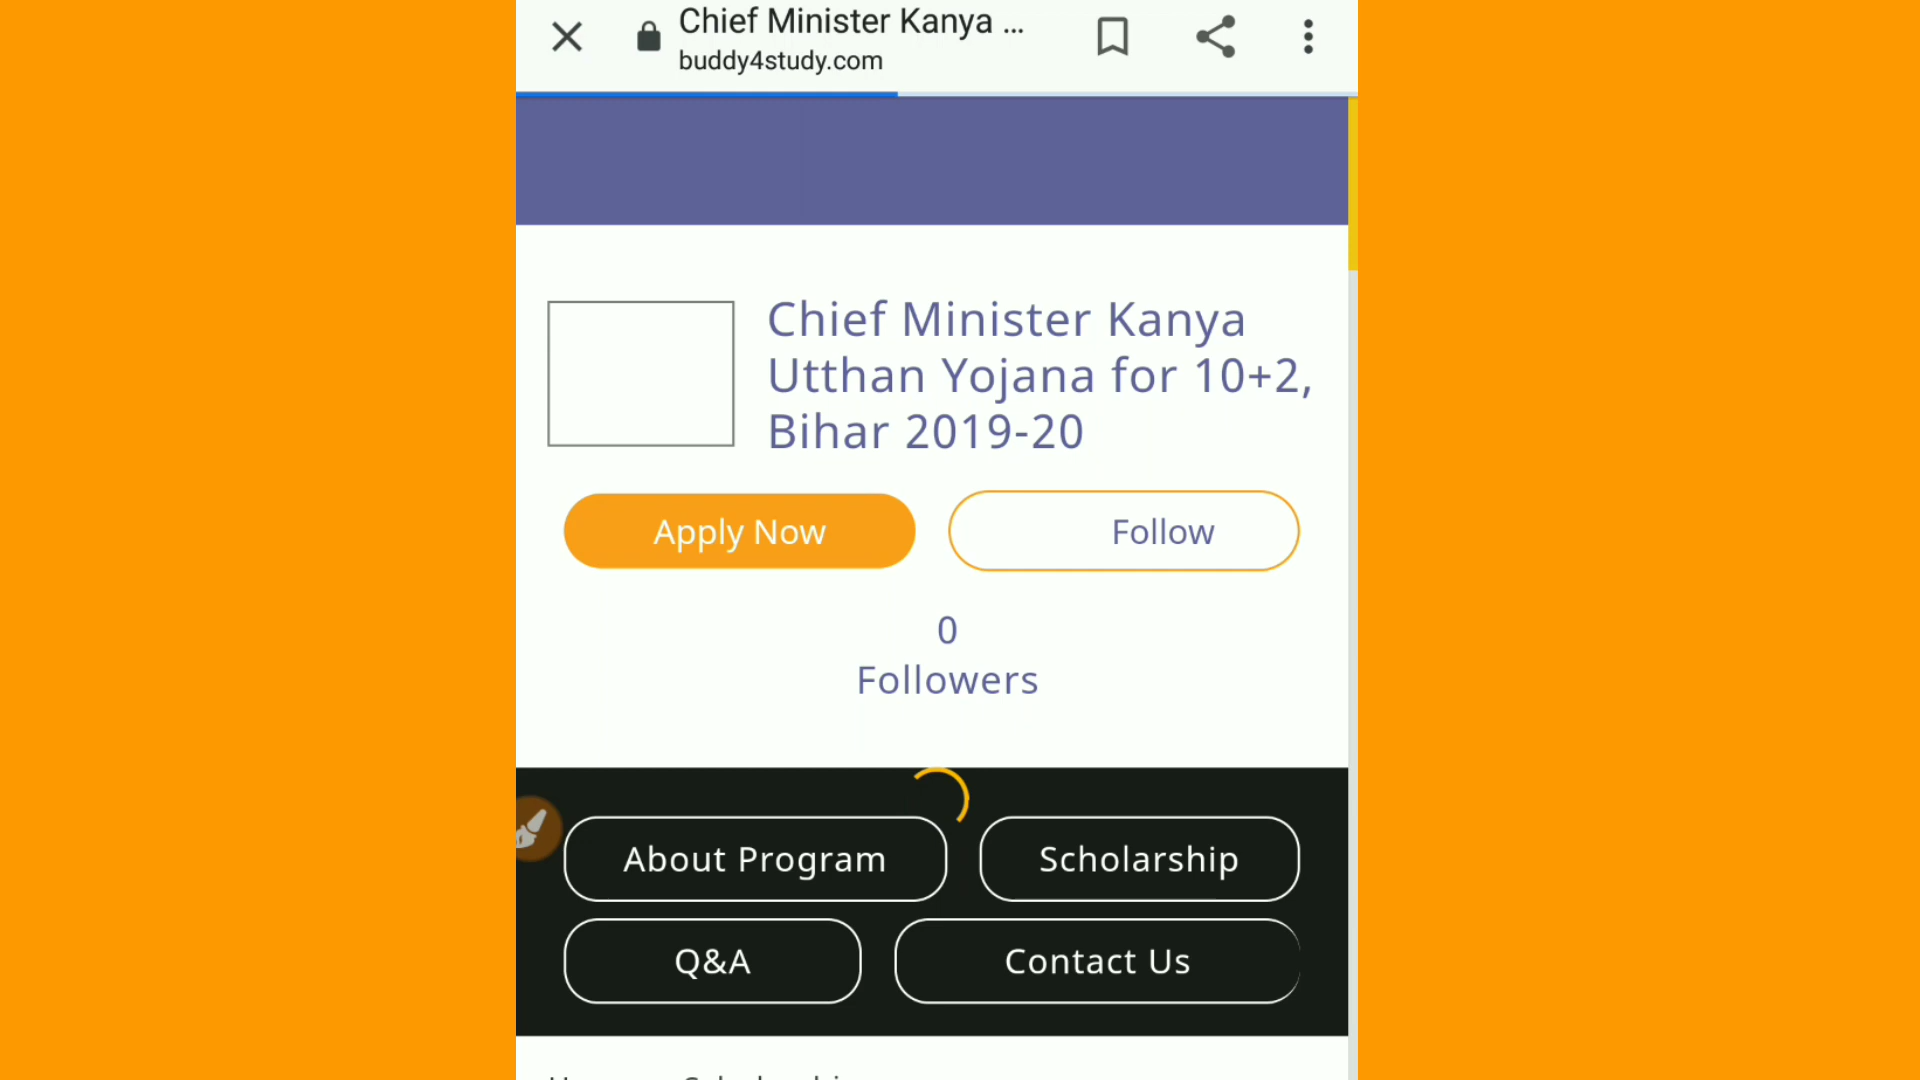 Chief Minister Kanya ...
buddy4study.com
Chief Minister Kanya
Utthan Yojana for 10+2,
Bihar 2019-20
Apply Now
Follow
0
Followers
About Program
Scholarship
Q&A
Contact Us